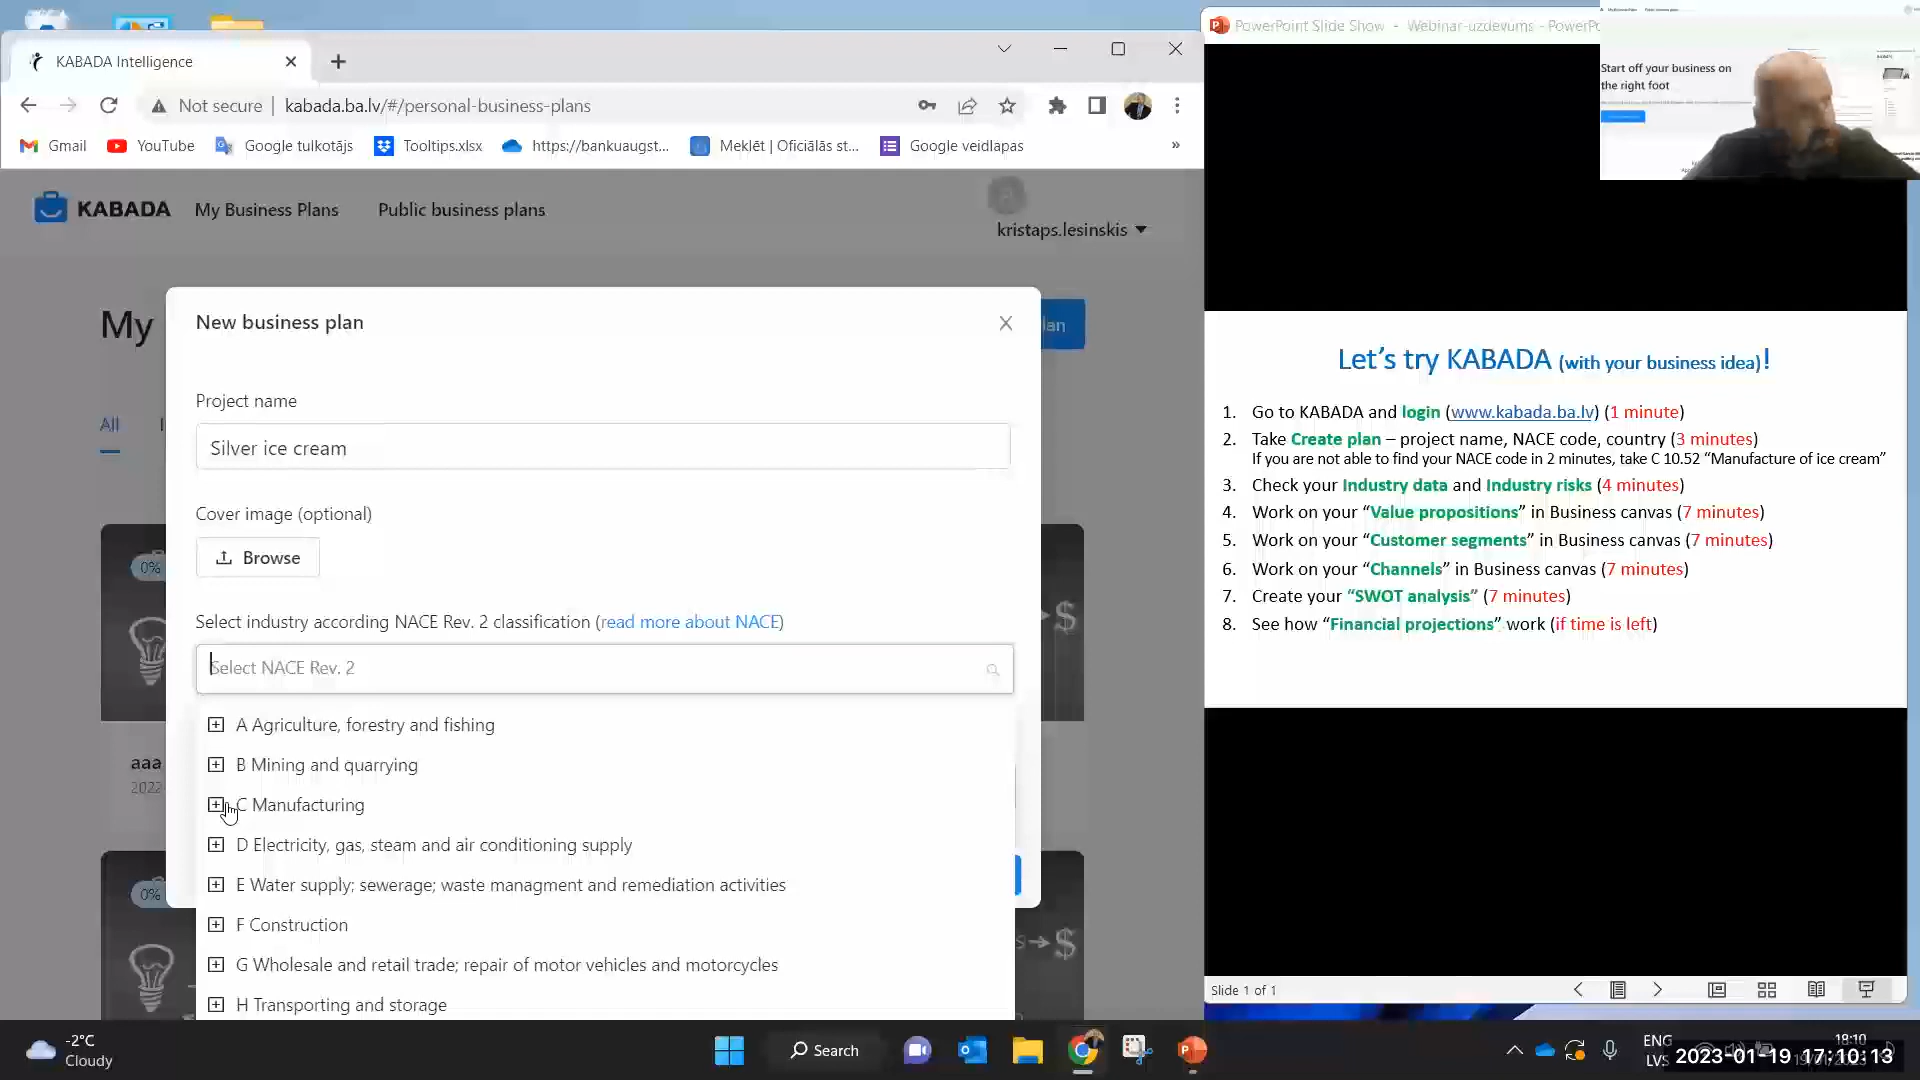 KABADA Intelligence
Not secure
kabada.ba.lv/#/personal-business-plans
Gmail
YouTube
Google tulkotājs
Tooltips.xlsx
https://bankuaugst...
Meklēt | Oficiālās st...
Google veidlapas
»
KABADA
My Business Plans
Public business plans
kristaps.lesinskis
My
lan
All
0%
aaa
2022
0%
New business plan
Project name
Silver ice cream
Cover image (optional)
Browse
Select industry according NACE Rev. 2 classification (read more about NACE)
Select NACE Rev. 2
A Agriculture, forestry and fishing
B Mining and quarrying
C Manufacturing
D Electricity, gas, steam and air conditioning supply
E Water supply; sewerage; waste managment and remediation activities
F Construction
G Wholesale and retail trade; repair of motor vehicles and motorcycles
H Transporting and storage
PowerPoint Slide Show - Webinar-uzdevums - PowerPo
Start off your business on
the right foot
Let's try KABADA (with your business idea)!
1. Go to KABADA and login (www.kabada.ba.lv) (1 minute)
2. Take Create plan – project name, NACE code, country (3 minutes)
If you are not able to find your NACE code in 2 minutes, take C 10.52 “Manufacture of ice cream”
3. Check your Industry data and Industry risks (4 minutes)
4. Work on your “Value propositions” in Business canvas (7 minutes)
5. Work on your “Customer segments” in Business canvas (7 minutes)
6. Work on your “Channels” in Business canvas (7 minutes)
7. Create your “SWOT analysis” (7 minutes)
8. See how “Financial projections” work (if time is left)
Slide 1 of 1
-2°C
Cloudy
Search
ENG
LVS
18:10
2023-01-19 17:10:13